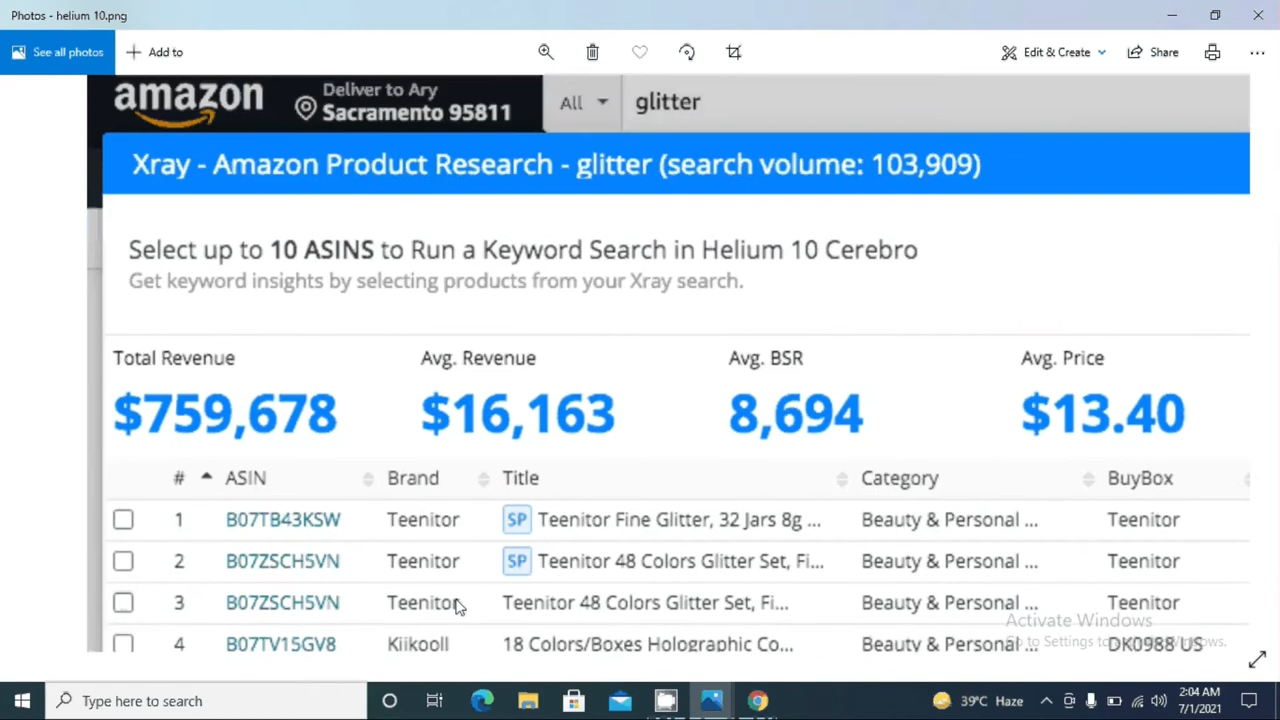 Photos - helium 10.png
See all photos
Add to
Edit & Create
Share
amazon
Deliver to Ary
Sacramento 95811
All
glitter
Xray - Amazon Product Research - glitter (search volume: 103,909)
Select up to 10 ASINS to Run a Keyword Search in Helium 10 Cerebro
Get keyword insights by selecting products from your Xray search.
Total Revenue Avg. Revenue Avg. BSR Avg. Price
$759,678 $16,163 8,694 $13.40
# ASIN Brand Title Category BuyBox
1 B07TB43KSW Teenitor SP Teenitor Fine Glitter, 32 Jars 8g ... Beauty & Personal ... Teenitor
2 B07ZSCH5VN Teenitor SP Teenitor 48 Colors Glitter Set, Fi... Beauty & Personal ... Teenitor
3 B07ZSCH5VN Teenitor Teenitor 48 Colors Glitter Set, Fi... Beauty & Personal ... Teenitor
4 B07TV15GV8 Kiikooll 18 Colors/Boxes Holographic Co... Beauty & Personal ... DK0988 US
Activate Windows
Go to Settings to activate Windows.
Type here to search
39°C Haze
2:04 AM
7/1/2021